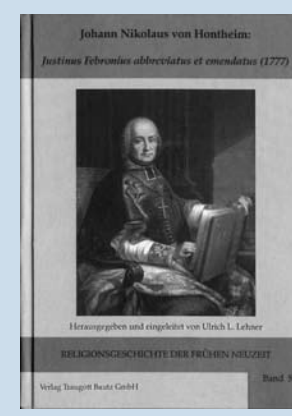 Johann Nikolaus von Hontheim:
Justinus Febronius abbreviatus et emendatus (1777)
Herausgegeben und eingeleitet von Ulrich L. Lehner
RELIGIONSGESCHICHTE DER FRÜHEN NEUZEIT
Band 5
Verlag Traugott Bautz GmbH